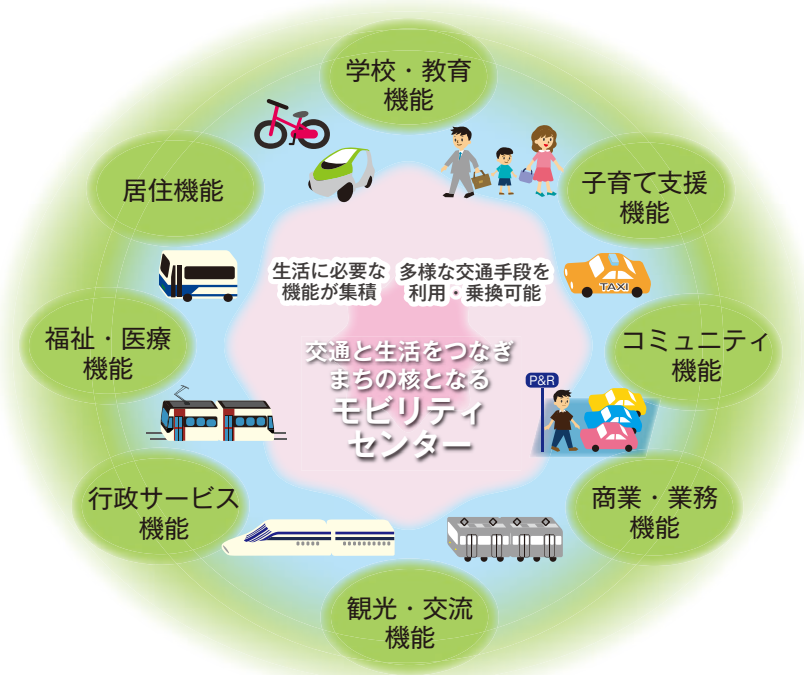 学校・教育
機能
居住機能
子育て支援
機能
生活に必要な
機能が集積
多様な交通手段を
利用・乗換可能
TAXI
福祉・医療
機能
コミュニティ
機能
交通と生活をつなぎ
まちの核となる
モビリティ
センター
P&R
行政サービス
機能
商業・業務
機能
観光・交流
機能